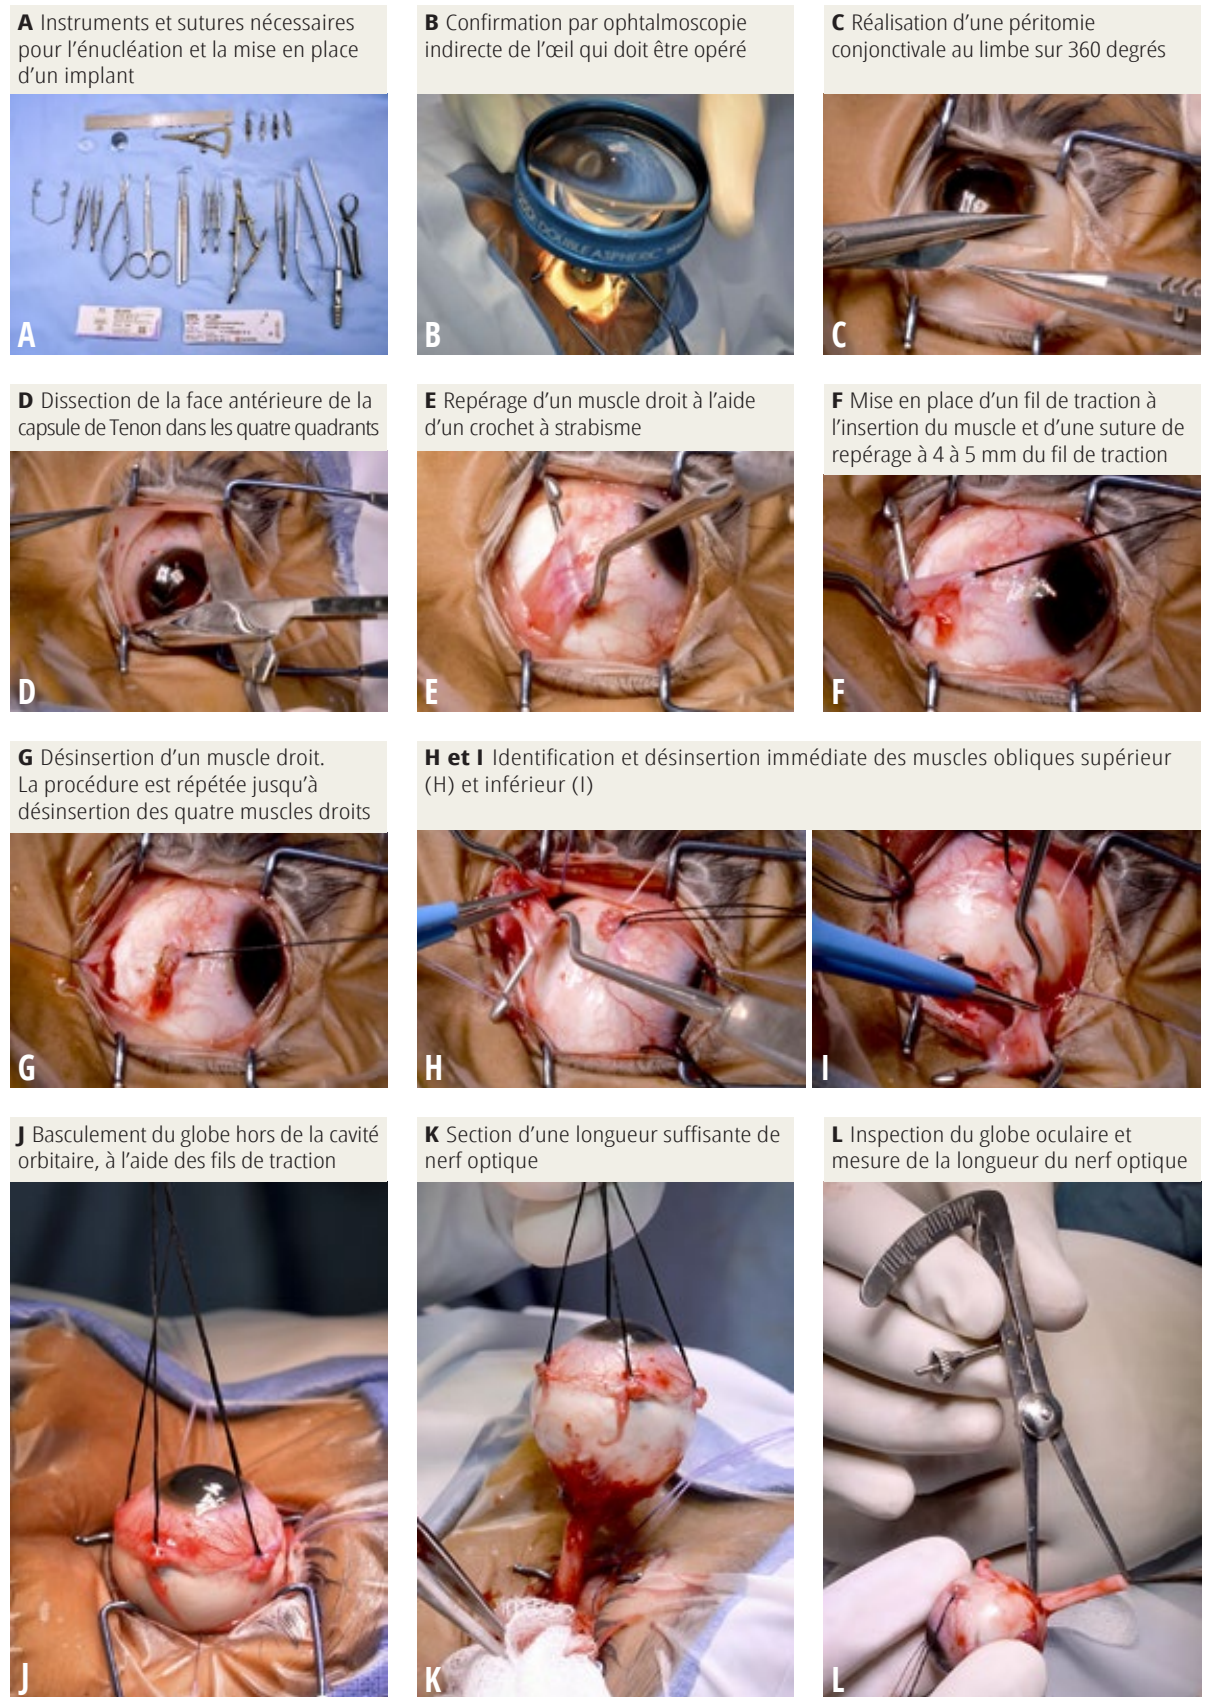 A Instruments et sutures nécessaires
pour l'énucléation et la mise en place
d'un implant
B Confirmation par ophtalmoscopie
indirecte de l'œil qui doit être opéré
C Réalisation d'une péritomie
conjonctivale au limbe sur 360 degrés
A
B
DOUBLE ASPHERIC
C
D Dissection de la face antérieure de la
capsule de Tenon dans les quatre quadrants
E Repérage d'un muscle droit à l'aide
d'un crochet à strabisme
F Mise en place d'un fil de traction à
l'insertion du muscle et d'une suture de
repérage à 4 à 5 mm du fil de traction
D
E
F
G Désinsertion d'un muscle droit.
La procédure est répétée jusqu'à
désinsertion des quatre muscles droits
H et I Identification et désinsertion immédiate des muscles obliques supérieur
(H) et inférieur (I)
G
H
I
J Basculement du globe hors de la cavité
orbitaire, à l'aide des fils de traction
K Section d'une longueur suffisante de
nerf optique
L Inspection du globe oculaire et
mesure de la longueur du nerf optique
J
K
L